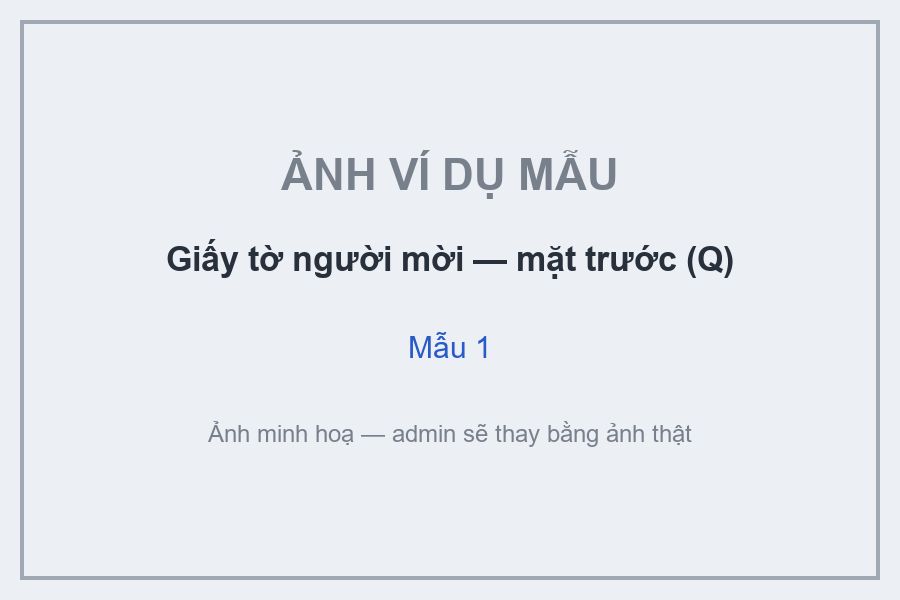 ẢNH VÍ DỤ MẪU
Giấy tờ người mời — mặt trước (Q)
Mẫu 1
Ảnh minh hoạ — admin sẽ thay bằng ảnh thật